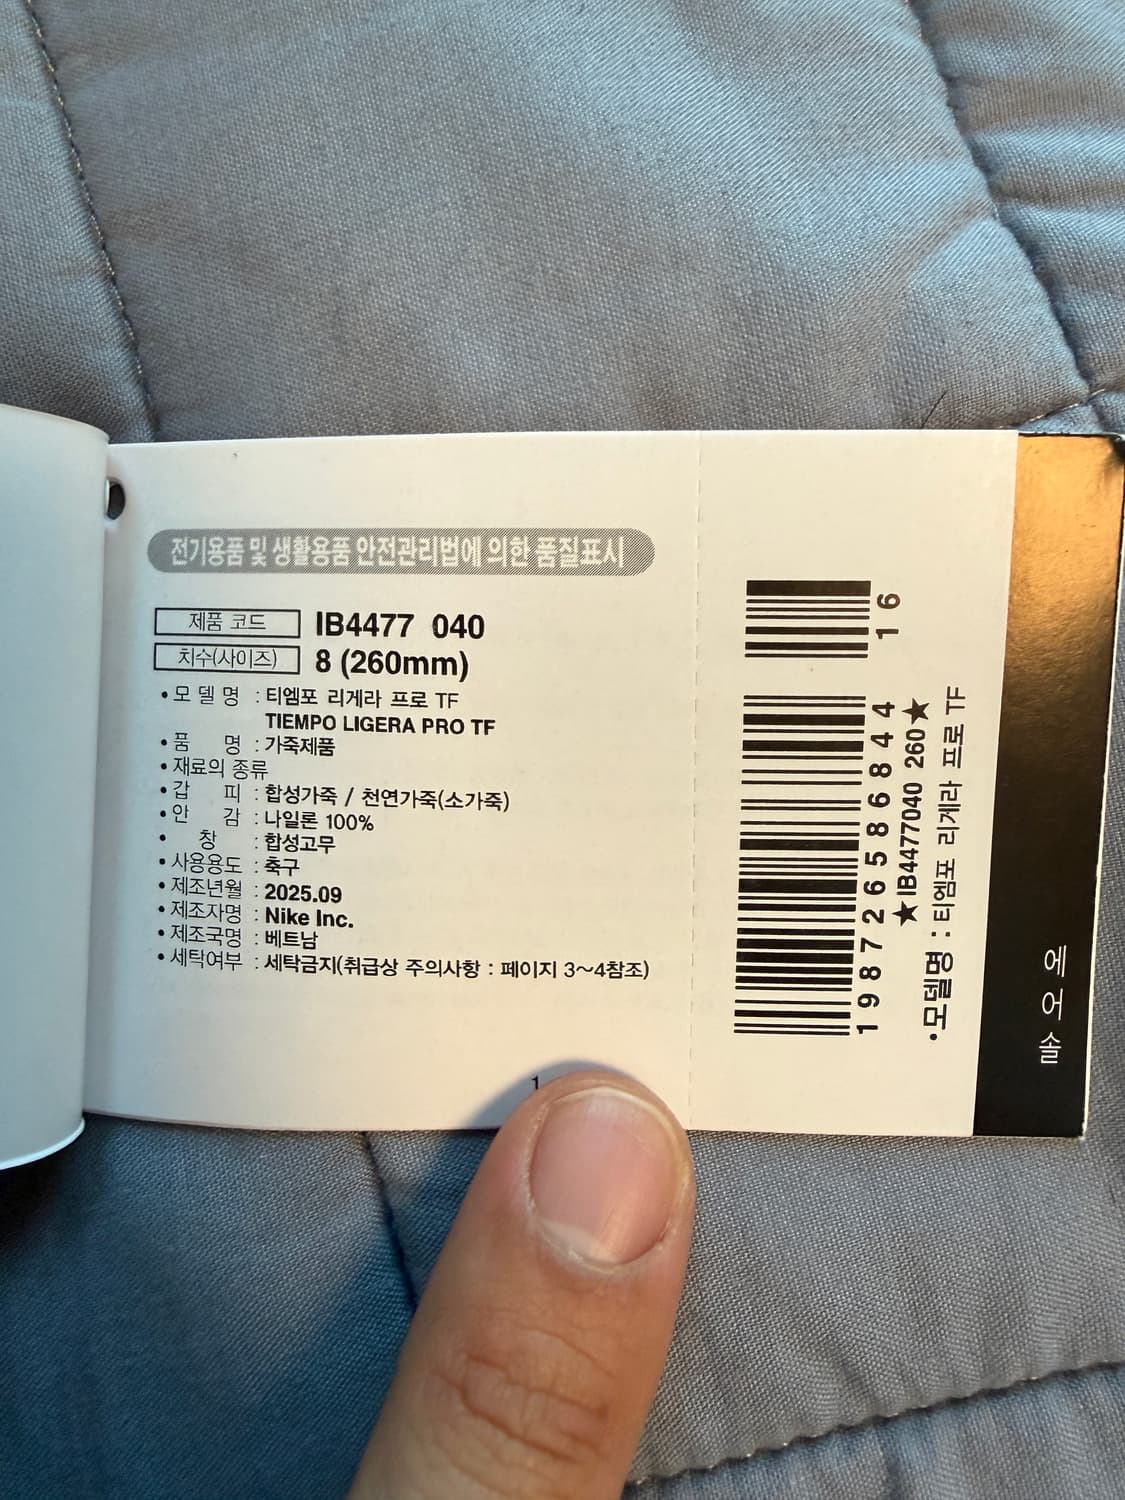 전기용품 및 생활용품 안전관리법에 의한 품질표시
제품 코드 IB4477 040
치수(사이즈) 8 (260mm)
• 모 델 명 : 티엠포 리게라 프로 TF
TIEMPO LIGERA PRO TF
• 품 명 : 가죽제품
• 재료의 종류
• 갑 피 : 합성가죽 / 천연가죽(소가죽)
• 안 감 : 나일론 100%
• 창 : 합성고무
• 사용용도 : 축구
• 제조년월 : 2025.09
• 제조자명 : Nike Inc.
• 제조국명 : 베트남
• 세탁여부 : 세탁금지(취급상 주의사항 : 페이지 3~4참조)
1
16
198726586844
★IB4477040 260★
•모델명 : 티엠포 리게라 프로 TF
에어솔